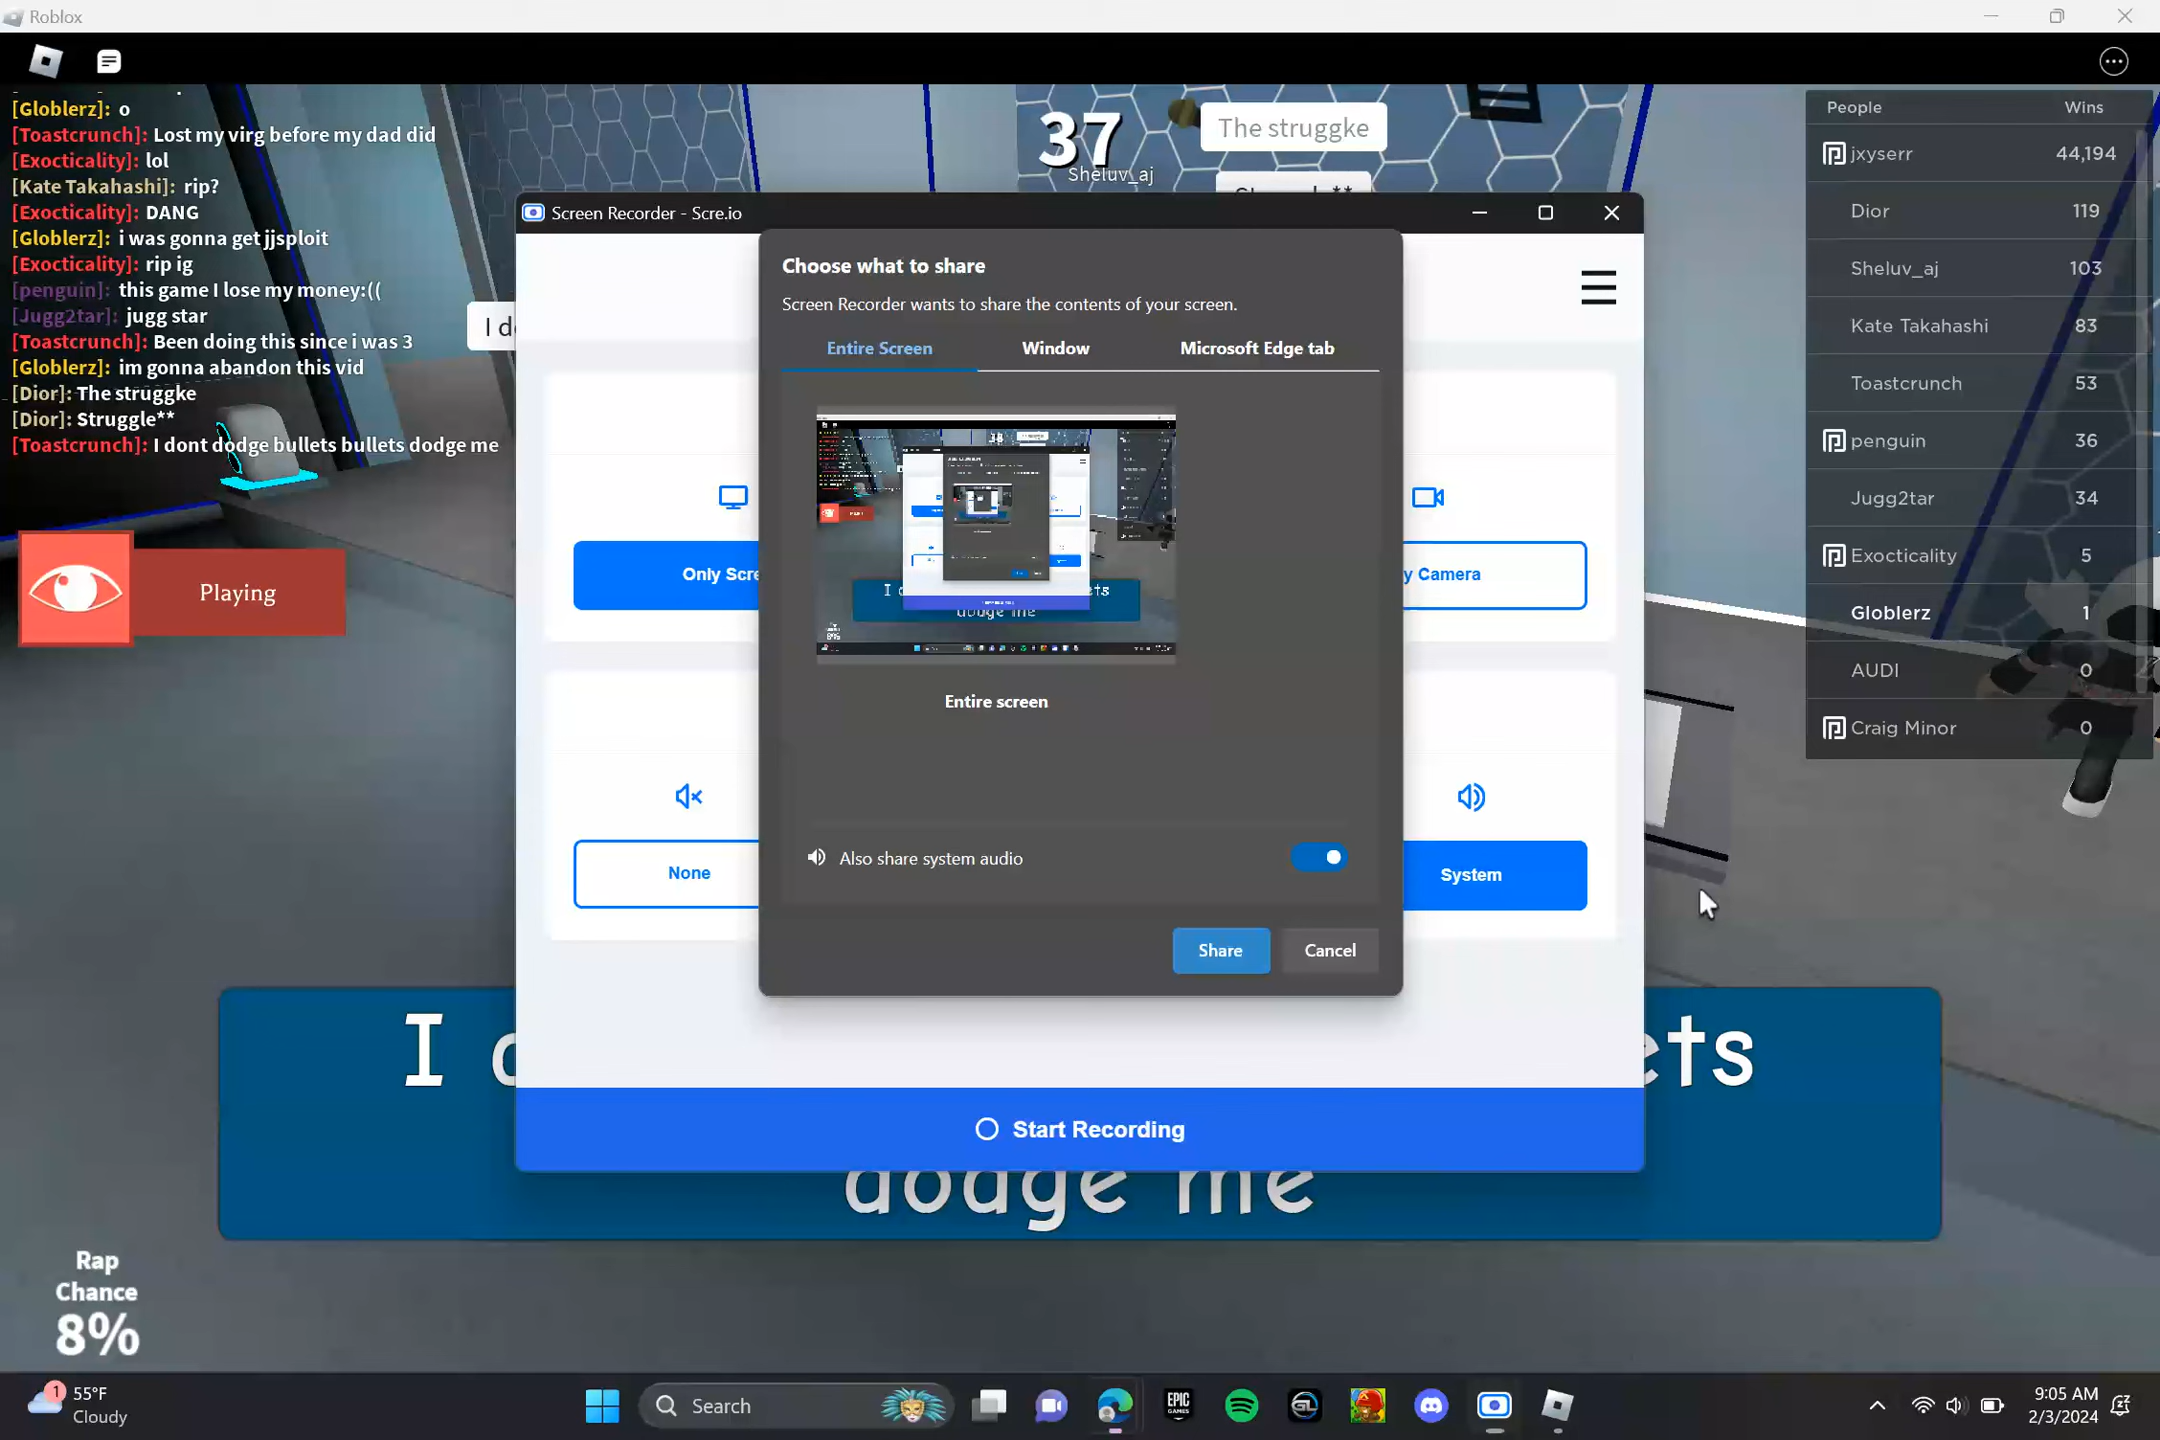 Roblox
[Globlerz]: o
[Toastcrunch]: Lost my virg before my dad did
[Exocticality]: lol
[Kate Takahashi]: rip?
[Exocticality]: DANG
[Globlerz]: i was gonna get jjsploit
[Exocticality]: rip ig
[penguin]: this game I lose my money:((
[Jugg2tar]: jugg star
[Toastcrunch]: Been doing this since i was 3
[Globlerz]: im gonna abandon this vid
[Dior]: The struggke
[Dior]: Struggle**
[Toastcrunch]: I dont dodge bullets bullets dodge me
Playing
37
Sheluv_aj
The struggke
I d
Screen Recorder - Scre.io
Choose what to share
Screen Recorder wants to share the contents of your screen.
Entire Screen Window Microsoft Edge tab
Entire screen
Also share system audio
Share Cancel
Only Scre
y Camera
None
System
Start Recording
I ets
dodge me
People Wins
jxyserr 44,194
Dior 119
Sheluv_aj 103
Kate Takahashi 83
Toastcrunch 53
penguin 36
Jugg2tar 34
Exocticality 5
Globlerz 1
AUDI 0
Craig Minor 0
Rap
Chance
8%
1
55°F
Cloudy
Search
EPIC
GAMES
GL
9:05 AM
2/3/2024